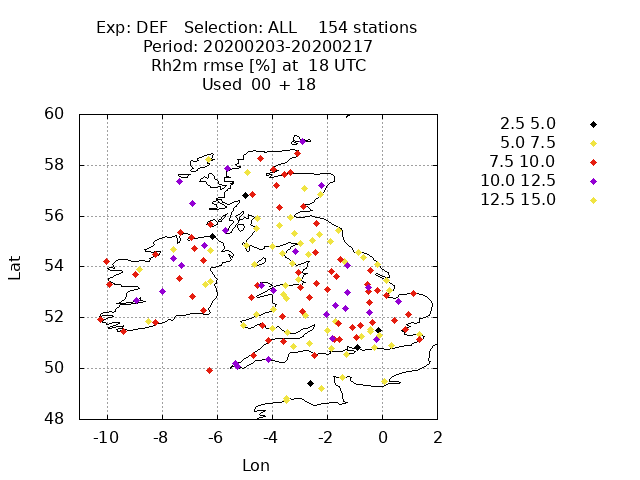 Exp: DEF Selection: ALL 154 stations
Period: 20200203-20200217
Rh2m rmse [%] at 18 UTC
Used 00 + 18
60
58
56
54
52
50
48
Lat
-10 -8 -6 -4 -2 0 2
Lon
2.5 5.0
5.0 7.5
7.5 10.0
10.0 12.5
12.5 15.0